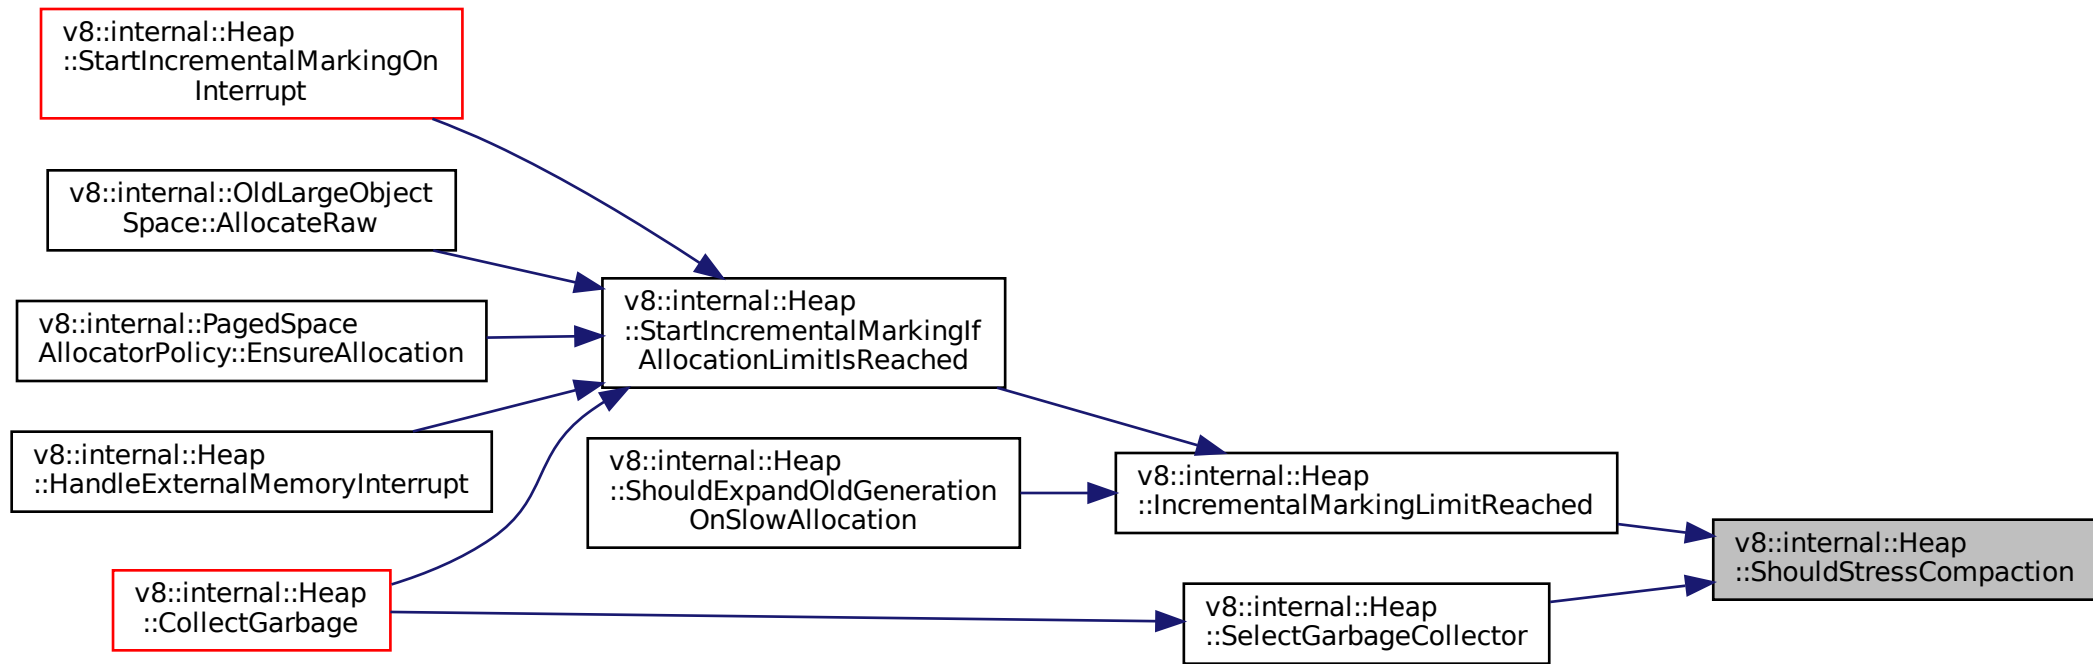 v8::internal::Heap
::StartIncrementalMarkingOn
Interrupt
v8::internal::OldLargeObject
Space::AllocateRaw
v8::internal::PagedSpace
AllocatorPolicy::EnsureAllocation
v8::internal::Heap
::HandleExternalMemoryInterrupt
v8::internal::Heap
::CollectGarbage
v8::internal::Heap
::StartIncrementalMarkingIf
AllocationLimitIsReached
v8::internal::Heap
::ShouldExpandOldGeneration
OnSlowAllocation
v8::internal::Heap
::IncrementalMarkingLimitReached
v8::internal::Heap
::SelectGarbageCollector
v8::internal::Heap
::ShouldStressCompaction